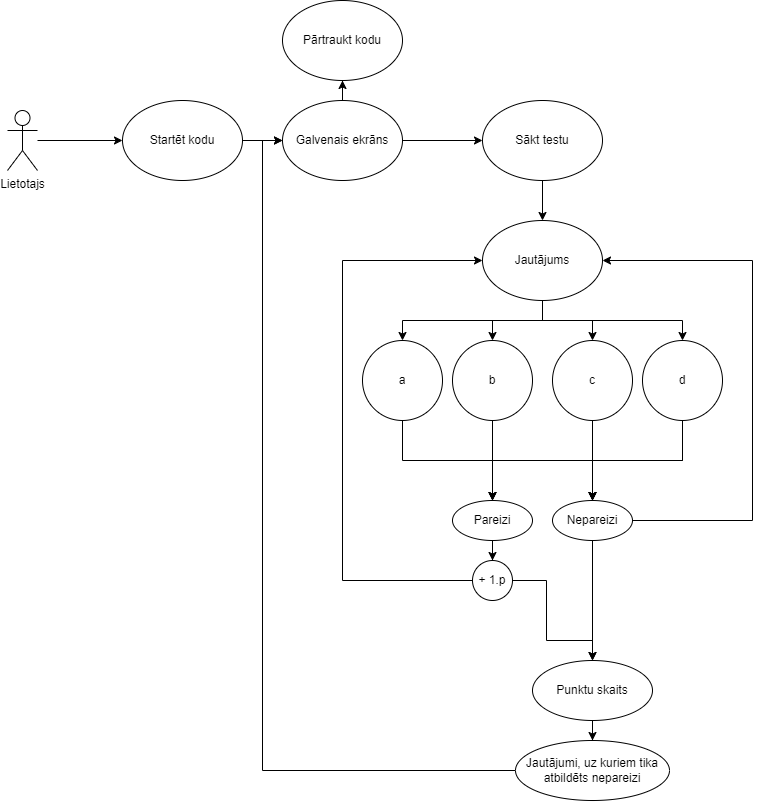 Pārtraukt kodu
Startēt kodu
Galvenais ekrāns
Sākt testu
Lietotajs
Jautājums
a
b
c
d
Pareizi
Nepareizi
+ 1.p
Punktu skaits
Jautājumi, uz kuriem tika
atbildēts nepareizi